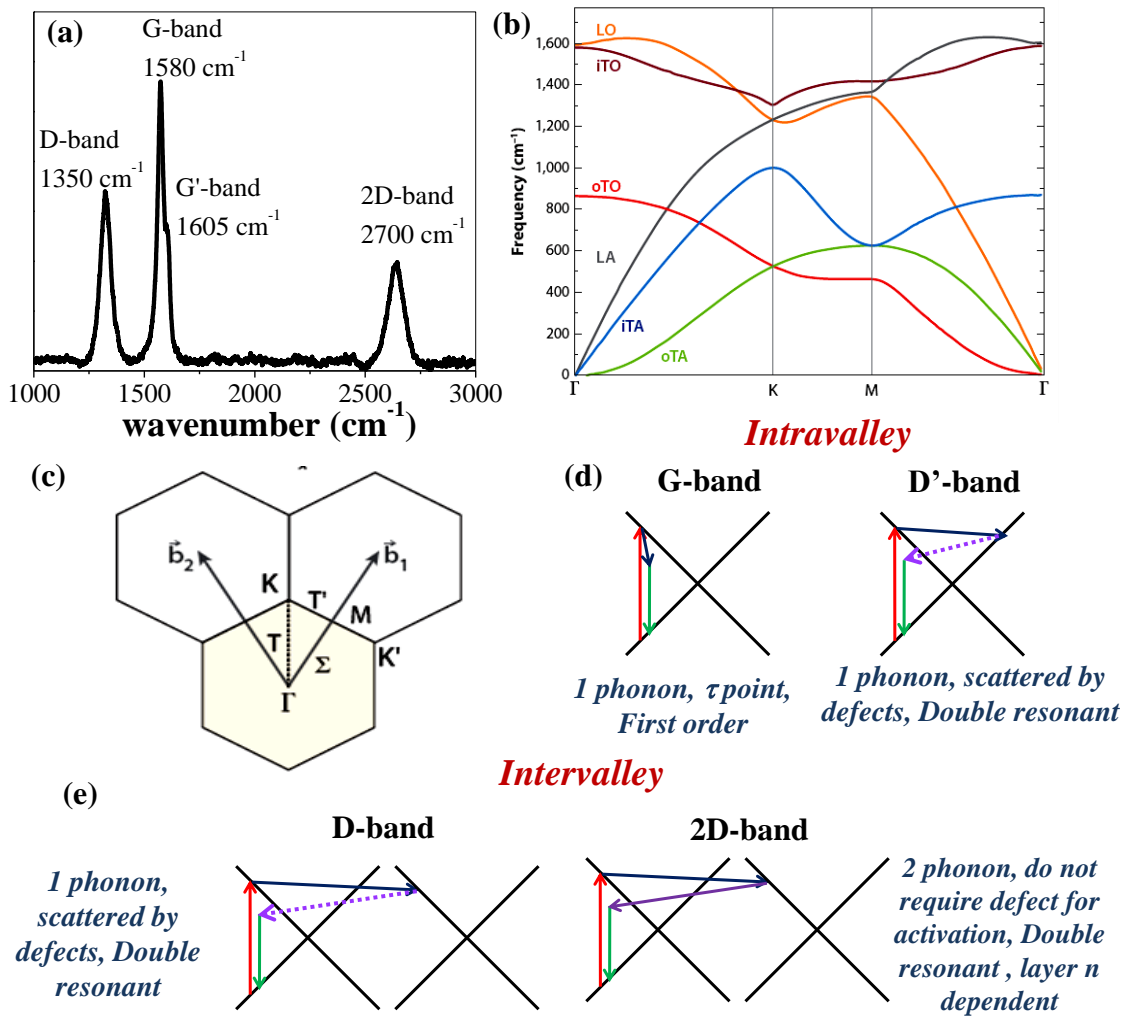 (a)
G-band
1580 cm-1
D-band
1350 cm-1
G'-band
1605 cm-1
2D-band
2700 cm-1
1000 1500 2000 2500 3000
wavenumber (cm-1)
(b)
Frequency (cm-1)
1,600
1,400
1,200
1,000
800
600
400
200
0
LO
iTO
oTO
LA
iTA
oTA
Γ K M Γ
Intravalley
(c)
b2 b1
K
T'
M
T
K'
Σ
Γ
(d)
G-band
1 phonon, τ point,
First order
D’-band
1 phonon, scattered by
defects, Double resonant
Intervalley
(e)
D-band
1 phonon,
scattered by
defects, Double
resonant
2D-band
2 phonon, do not
require defect for
activation, Double
resonant , layer n
dependent